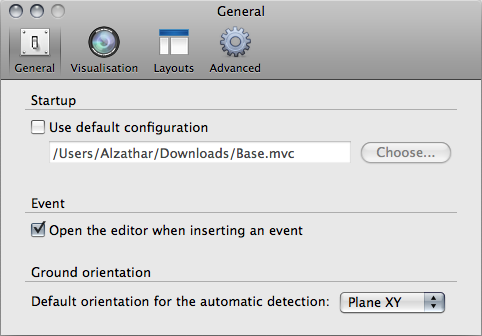 General
General Visualisation Layouts Advanced
Startup
Use default configuration
/Users/Alzathar/Downloads/Base.mvc Choose...
Event
Open the editor when inserting an event
Ground orientation
Default orientation for the automatic detection: Plane XY